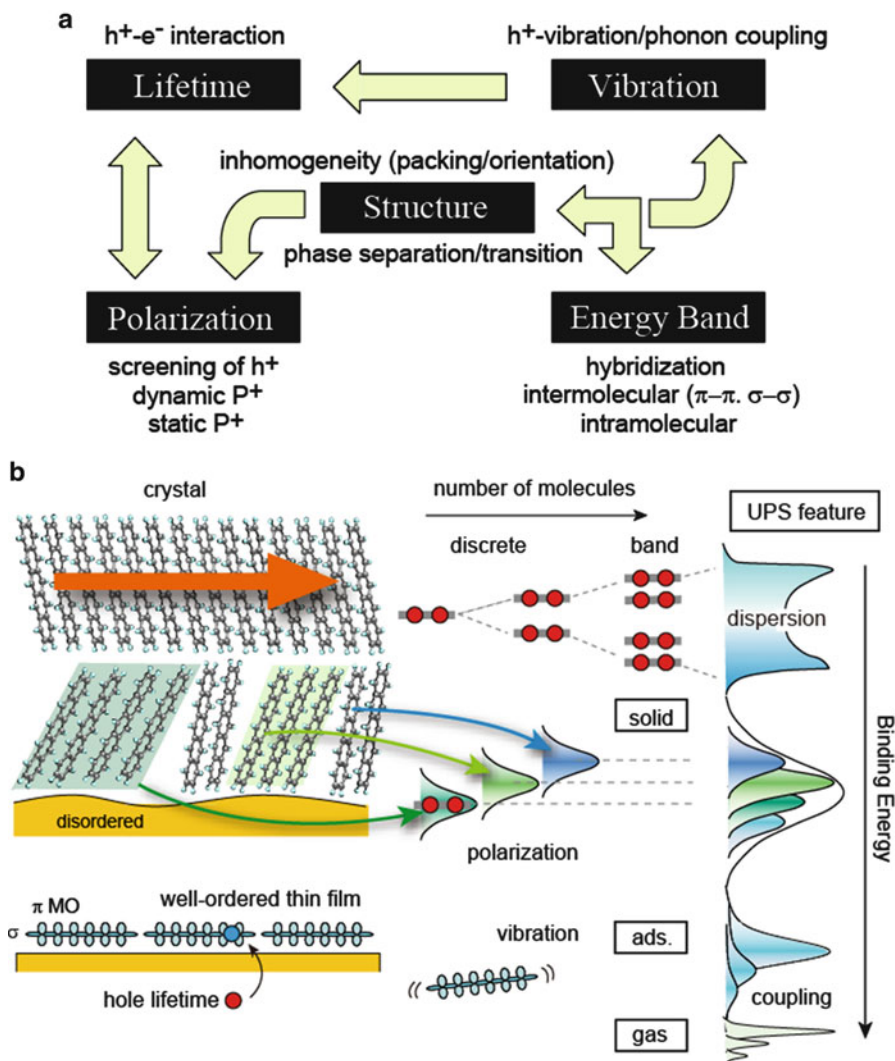 a
h+-e- interaction
h+-vibration/phonon coupling
Lifetime
Vibration
inhomogeneity (packing/orientation)
Structure
phase separation/transition
Polarization
Energy Band
screening of h+
dynamic P+
static P+
hybridization
intermolecular (π–π. σ–σ)
intramolecular
b
crystal
number of molecules
UPS feature
discrete
band
dispersion
solid
disordered
polarization
Binding Energy
π MO
well-ordered thin film
σ
vibration
ads.
hole lifetime
coupling
gas